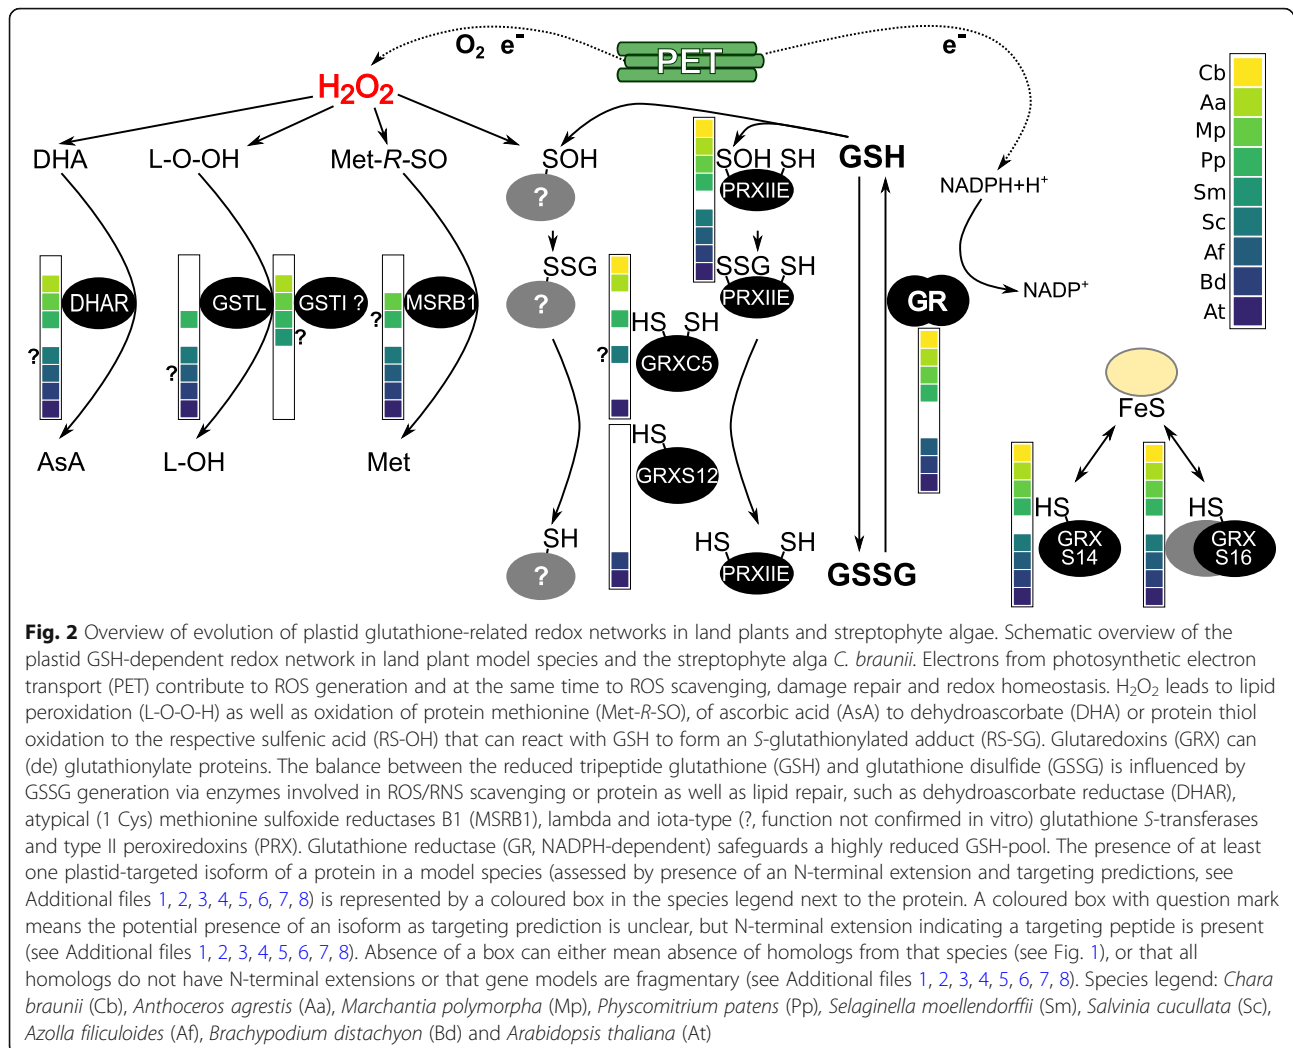 O2 e-
PET
e-
H2O2
Cb
Aa
Mp
Pp
Sm
Sc
Af
Bd
At
DHA
L-O-OH
Met-R-SO
SOH
?
SOH SH
PRXIIE
GSH
NADPH+H+
NADP+
SSG
?
SSG SH
PRXIIE
DHAR
?
GSTL
?
GSTI ?
?
MSRB1
?
HS SH
GRXC5
?
GR
HS
GRXS12
FeS
AsA
L-OH
Met
SH
?
HS SH
PRXIIE
GSSG
HS
GRX
S14
HS
GRX
S16
Fig. 2 Overview of evolution of plastid glutathione-related redox networks in land plants and streptophyte algae. Schematic overview of the
plastid GSH-dependent redox network in land plant model species and the streptophyte alga C. braunii. Electrons from photosynthetic electron
transport (PET) contribute to ROS generation and at the same time to ROS scavenging, damage repair and redox homeostasis. H2O2 leads to lipid
peroxidation (L-O-O-H) as well as oxidation of protein methionine (Met-R-SO), of ascorbic acid (AsA) to dehydroascorbate (DHA) or protein thiol
oxidation to the respective sulfenic acid (RS-OH) that can react with GSH to form an S-glutathionylated adduct (RS-SG). Glutaredoxins (GRX) can
(de) glutathionylate proteins. The balance between the reduced tripeptide glutathione (GSH) and glutathione disulfide (GSSG) is influenced by
GSSG generation via enzymes involved in ROS/RNS scavenging or protein as well as lipid repair, such as dehydroascorbate reductase (DHAR),
atypical (1 Cys) methionine sulfoxide reductases B1 (MSRB1), lambda and iota-type (?, function not confirmed in vitro) glutathione S-transferases
and type II peroxiredoxins (PRX). Glutathione reductase (GR, NADPH-dependent) safeguards a highly reduced GSH-pool. The presence of at least
one plastid-targeted isoform of a protein in a model species (assessed by presence of an N-terminal extension and targeting predictions, see
Additional files 1, 2, 3, 4, 5, 6, 7, 8) is represented by a coloured box in the species legend next to the protein. A coloured box with question mark
means the potential presence of an isoform as targeting prediction is unclear, but N-terminal extension indicating a targeting peptide is present
(see Additional files 1, 2, 3, 4, 5, 6, 7, 8). Absence of a box can either mean absence of homologs from that species (see Fig. 1), or that all
homologs do not have N-terminal extensions or that gene models are fragmentary (see Additional files 1, 2, 3, 4, 5, 6, 7, 8). Species legend: Chara
braunii (Cb), Anthoceros agrestis (Aa), Marchantia polymorpha (Mp), Physcomitrium patens (Pp), Selaginella moellendorffii (Sm), Salvinia cucullata (Sc),
Azolla filiculoides (Af), Brachypodium distachyon (Bd) and Arabidopsis thaliana (At)